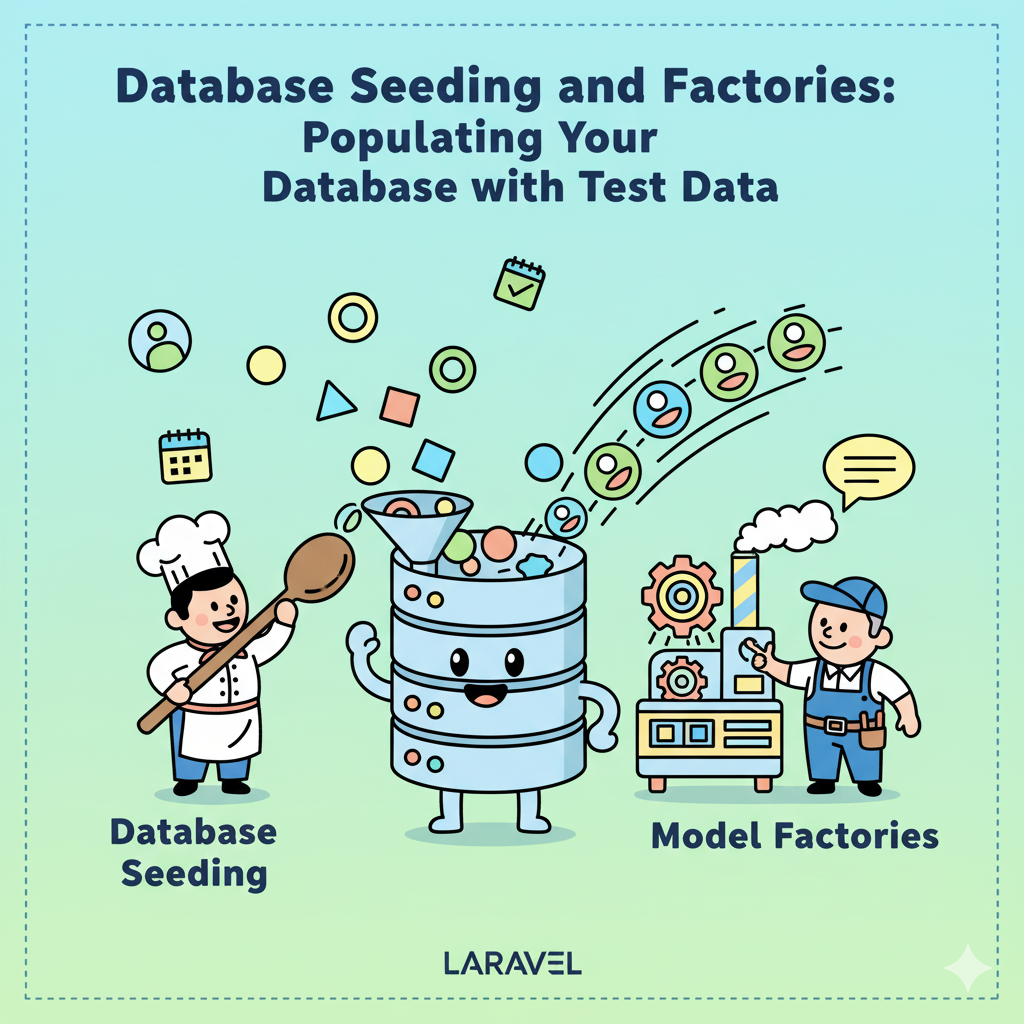 Database Seeding and Factories:
Populating Your
Database with Test Data
Database
Seeding
Model Factories
LARAVEL